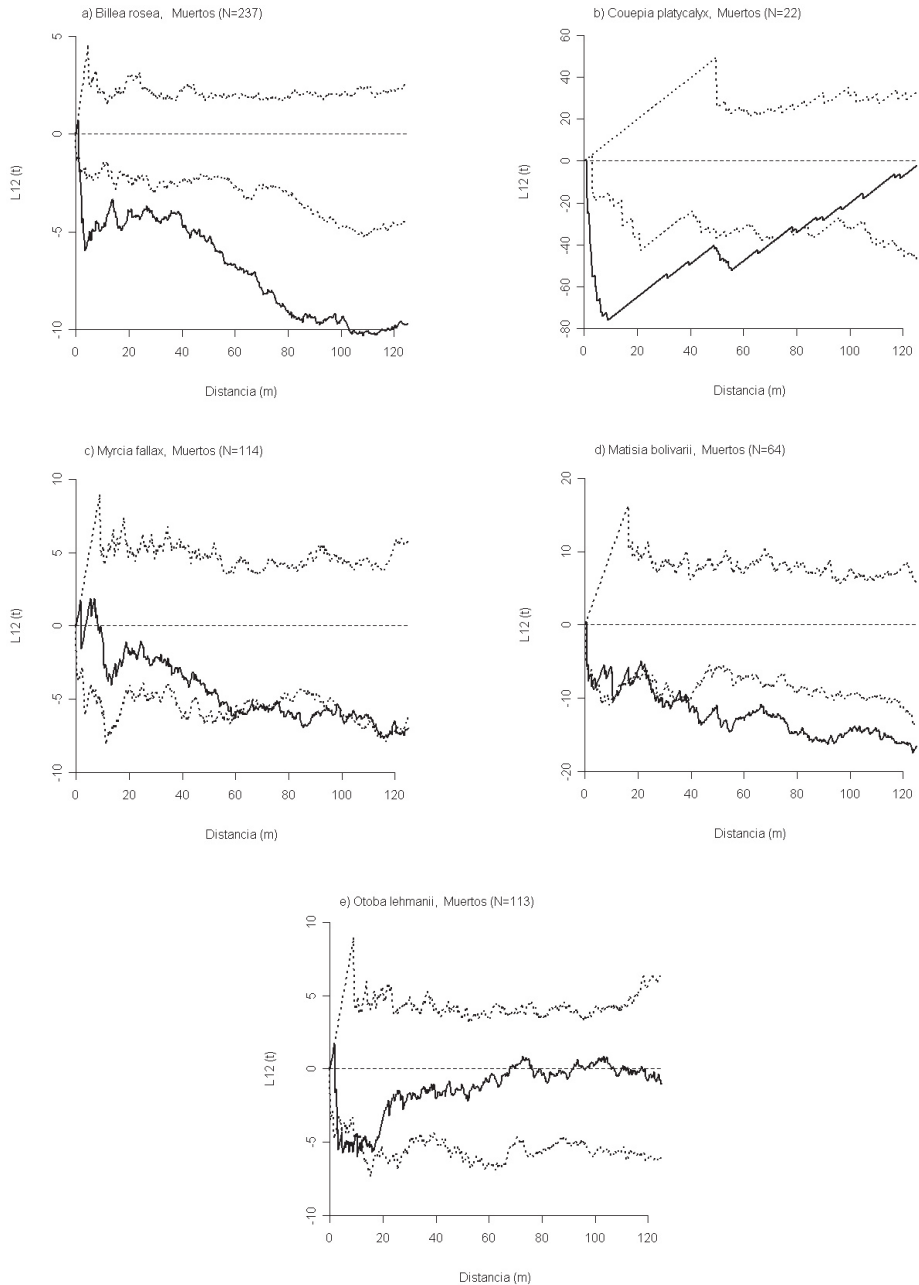 a) Billea rosea, Muertos (N=237)
5
0
-5
-10
L12 (t)
0 20 40 60 80 100 120
Distancia (m)
b) Couepia platycalyx, Muertos (N=22)
60
40
20
0
-20
-40
-60
-80
L12 (t)
0 20 40 60 80 100 120
Distancia (m)
c) Myrcia fallax, Muertos (N=114)
10
5
0
-5
-10
L12 (t)
0 20 40 60 80 100 120
Distancia (m)
d) Matisia bolivarii, Muertos (N=64)
20
10
0
-10
-20
L12 (t)
0 20 40 60 80 100 120
Distancia (m)
e) Otoba lehmanii, Muertos (N=113)
10
5
0
-5
-10
L12 (t)
0 20 40 60 80 100 120
Distancia (m)